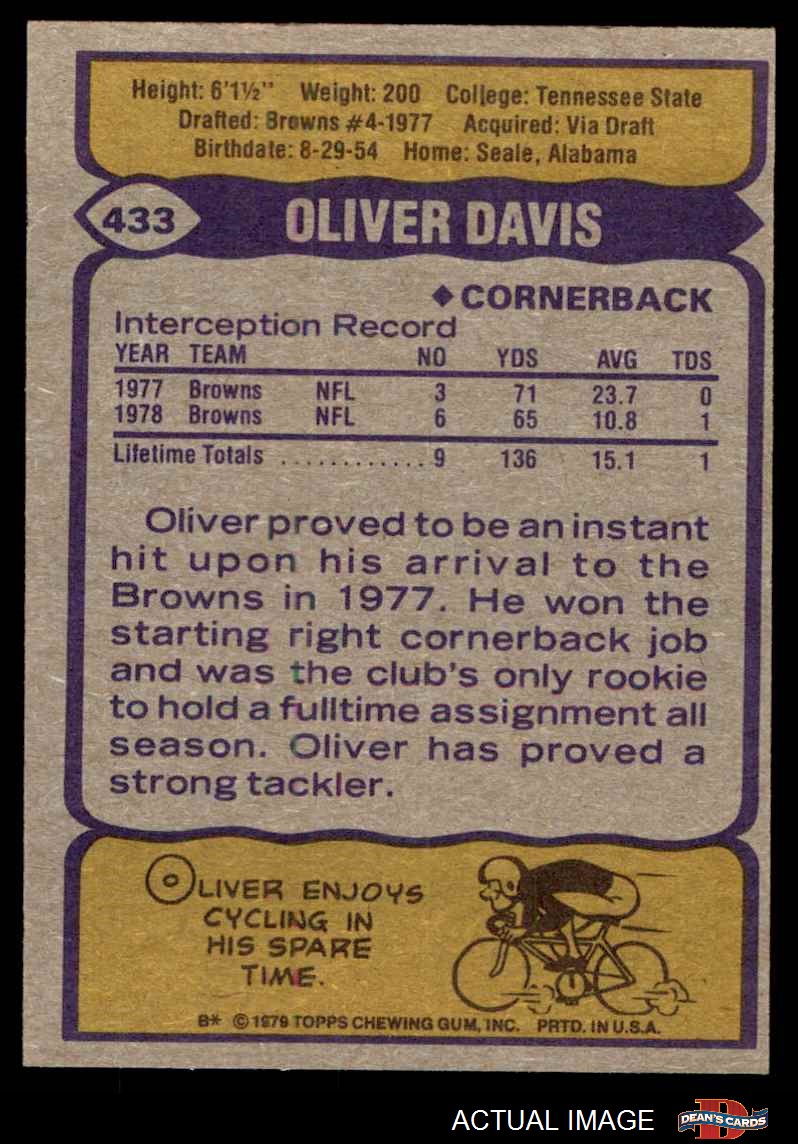 Height: 6'1½" Weight: 200 College: Tennessee State
Drafted: Browns #4-1977 Acquired: Via Draft
Birthdate: 8-29-54 Home: Seale, Alabama
433 OLIVER DAVIS
◆ CORNERBACK
Interception Record
YEAR TEAM NO YDS AVG TDS
1977 Browns NFL 3 71 23.7 0
1978 Browns NFL 6 65 10.8 1
Lifetime Totals ............ 9 136 15.1 1
Oliver proved to be an instant
hit upon his arrival to the
Browns in 1977. He won the
starting right cornerback job
and was the club's only rookie
to hold a fulltime assignment all
season. Oliver has proved a
strong tackler.
OLIVER ENJOYS
CYCLING IN
HIS SPARE
TIME.
B* © 1979 TOPPS CHEWING GUM, INC. PRTD. IN U.S.A.
ACTUAL IMAGE
D
DEAN'S CARDS